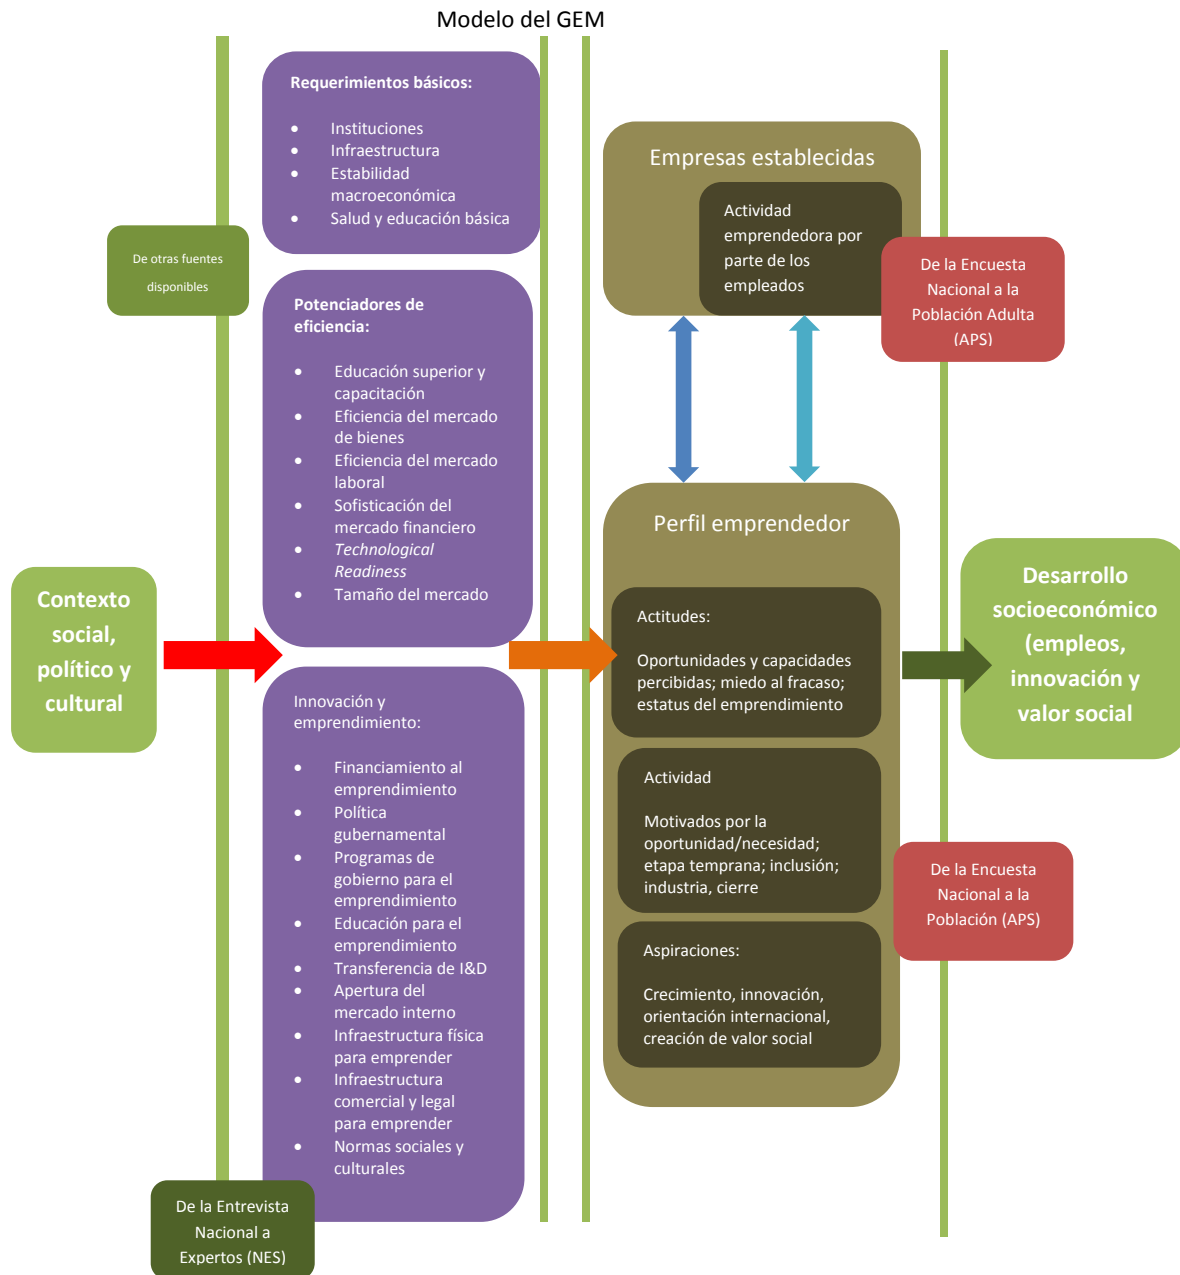 Modelo del GEM
Requerimientos básicos:
• Instituciones
• Infraestructura
• Estabilidad
macroeconómica
• Salud y educación básica
De otras fuentes
disponibles
Potenciadores de
eficiencia:
• Educación superior y
capacitación
• Eficiencia del mercado
de bienes
• Eficiencia del mercado
laboral
• Sofisticación del
mercado financiero
• Technological
Readiness
• Tamaño del mercado
Contexto
social,
político y
cultural
Innovación y
emprendimiento:
• Financiamiento al
emprendimiento
• Política
gubernamental
• Programas de
gobierno para el
emprendimiento
• Educación para el
emprendimiento
• Transferencia de I&D
• Apertura del
mercado interno
• Infraestructura física
para emprender
• Infraestructura
comercial y legal
para emprender
• Normas sociales y
culturales
De la Entrevista
Nacional a
Expertos (NES)
Empresas establecidas
Actividad
emprendedora por
parte de los
empleados
De la Encuesta
Nacional a la
Población Adulta
(APS)
Perfil emprendedor
Actitudes:
Oportunidades y capacidades
percibidas; miedo al fracaso;
estatus del emprendimiento
Actividad
Motivados por la
oportunidad/necesidad;
etapa temprana; inclusión;
industria, cierre
Aspiraciones:
Crecimiento, innovación,
orientación internacional,
creación de valor social
De la Encuesta
Nacional a la
Población (APS)
Desarrollo
socioeconómico
(empleos,
innovación y
valor social